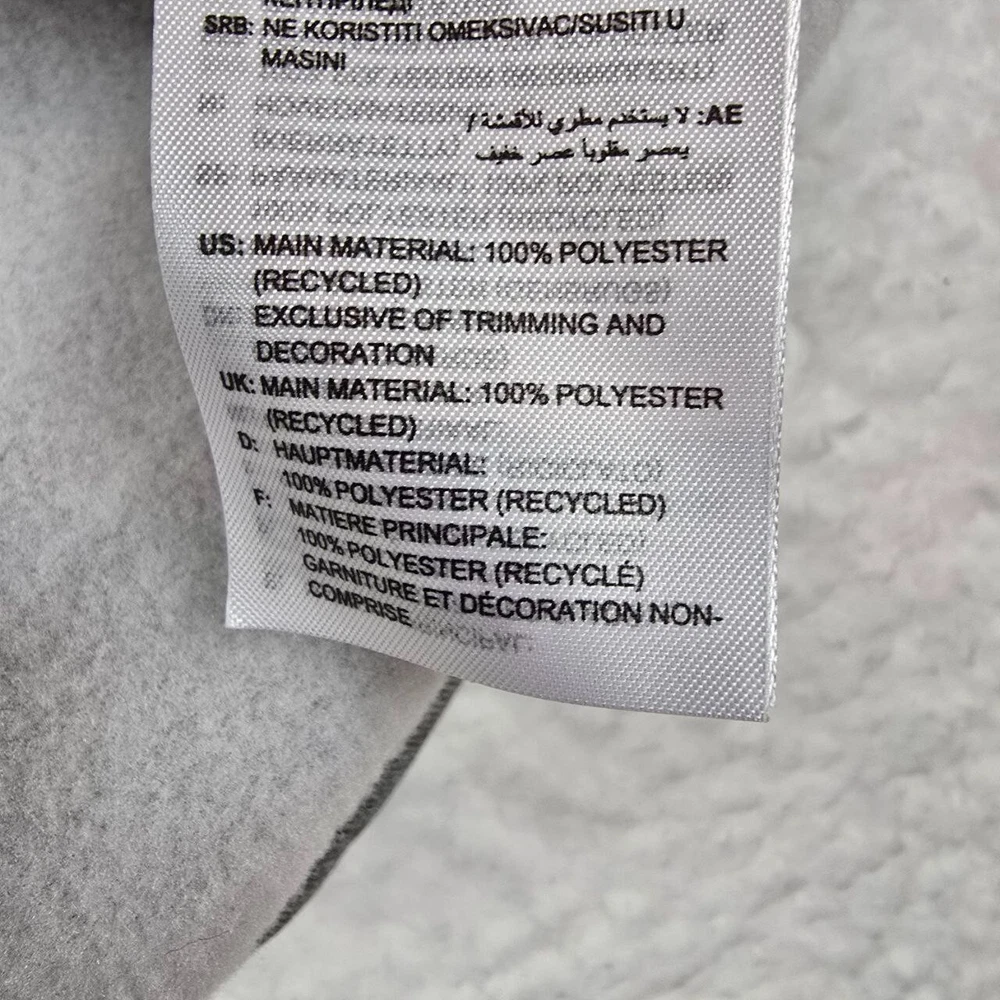 SRB: NE KORISTITI OMEKSIVAC/SUSITI U
MASINI
AE: لا يستخدم مطري للأقمشة /
يعصر مقلوباً عصر خفيف
US: MAIN MATERIAL: 100% POLYESTER
(RECYCLED)
EXCLUSIVE OF TRIMMING AND
DECORATION
UK: MAIN MATERIAL: 100% POLYESTER
(RECYCLED)
D: HAUPTMATERIAL:
100% POLYESTER (RECYCLED)
F: MATIERE PRINCIPALE:
100% POLYESTER (RECYCLÉ)
GARNITURE ET DÉCORATION NON-
COMPRISE